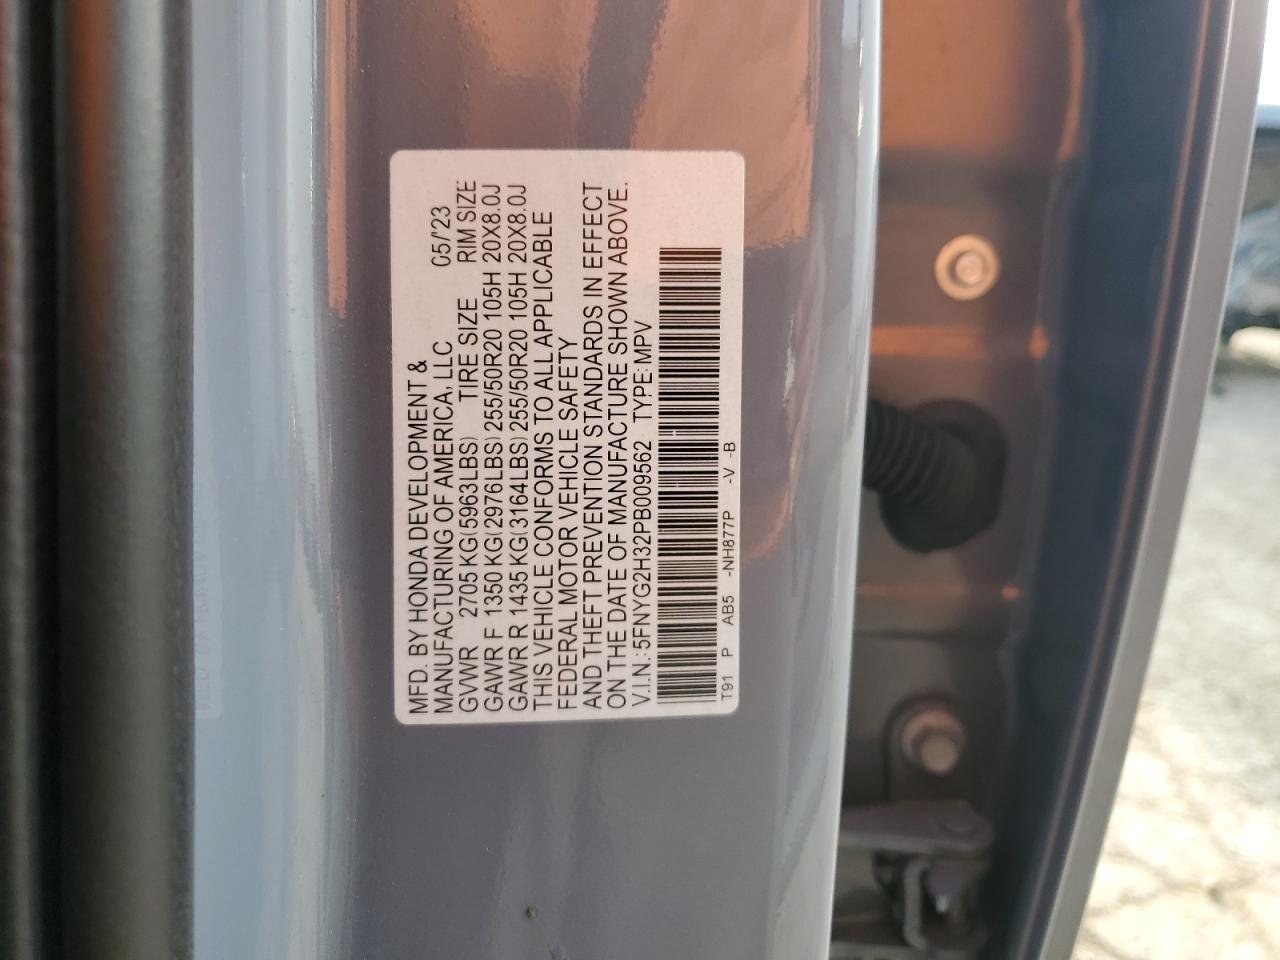 MFD. BY HONDA DEVELOPMENT &
MANUFACTURING OF AMERICA, LLC 05/'23
GVWR 2705 KG (5963LBS) TIRE SIZE RIM SIZE
GAWR F 1350 KG (2976LBS) 255/50R20 105H 20X8.0J
GAWR R 1435 KG (3164LBS) 255/50R20 105H 20X8.0J
THIS VEHICLE CONFORMS TO ALL APPLICABLE
FEDERAL MOTOR VEHICLE SAFETY
AND THEFT PREVENTION STANDARDS IN EFFECT
ON THE DATE OF MANUFACTURE SHOWN ABOVE.
V.I.N.: 5FNYG2H32PB009562 TYPE: MPV
T91 P AB5 -NH877P -V -B